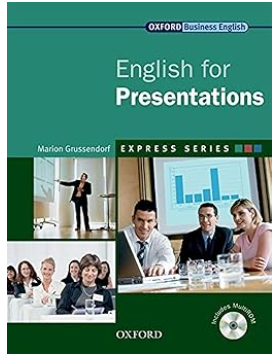 OXFORD Business English
English for
Presentations
Marion Grussendorf
EXPRESS SERIES
Includes MultiROM
OXFORD